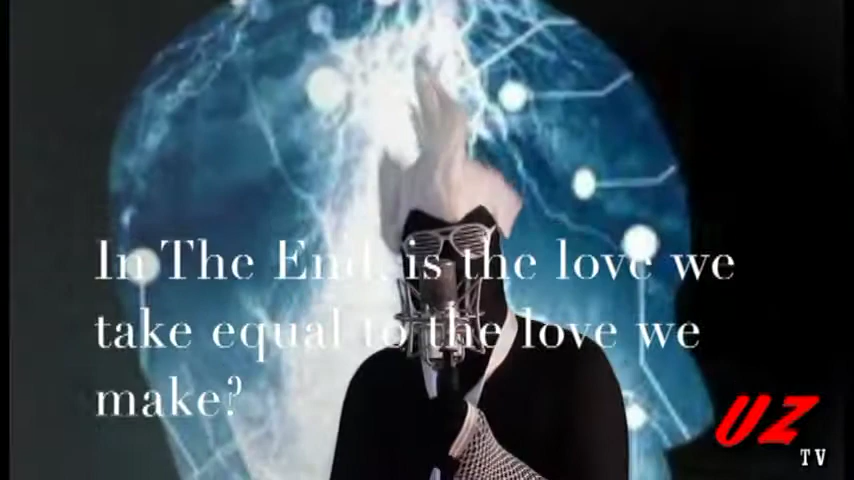 In The End, is the love we
take equal to the love we
make?
UZ
TV